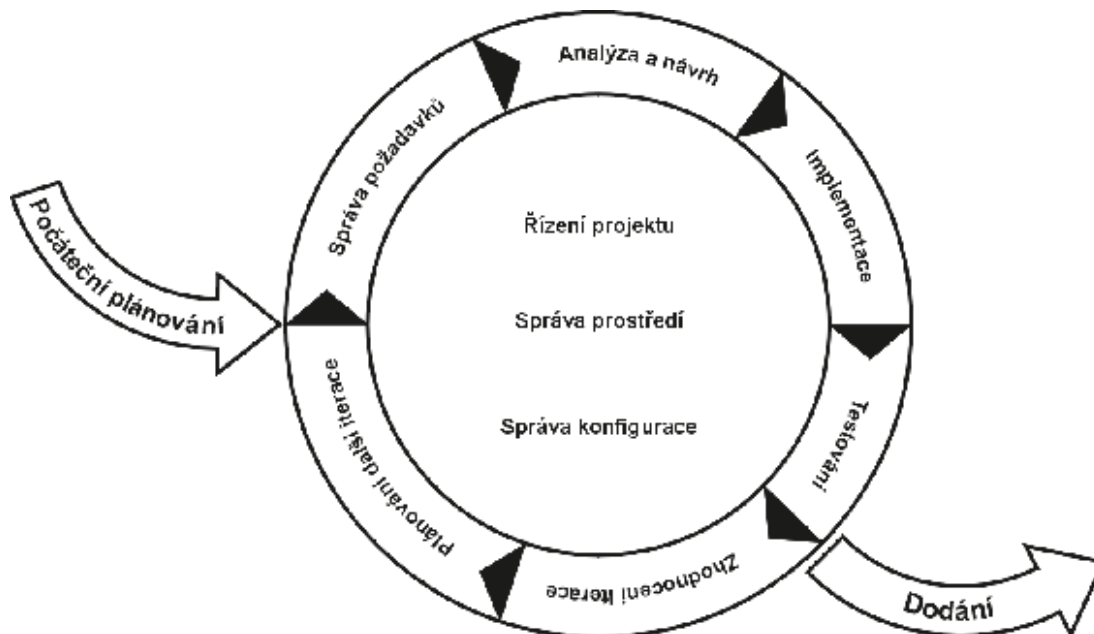 Počáteční plánování
Správa požadavků
Analýza a návrh
Implementace
Testování
Zhodnocení iterace
plánování další iterace
Řízení projektu
Správa prostředí
Správa konfigurace
Dodání